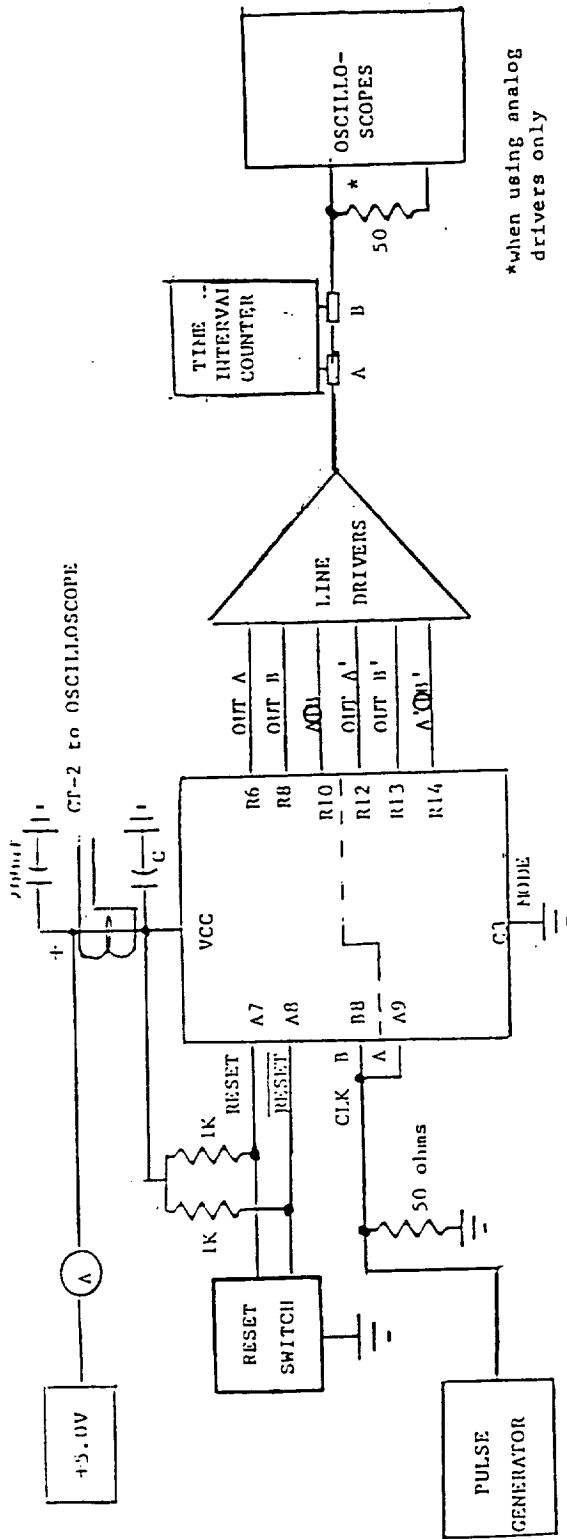 +5.0V
A
+
CT-2 to OSCILLOSCOPE
C
1K
1K
RESET
SWITCH
RESET
RESET
A7
A8
VCC
PULSE
GENERATOR
50 ohms
CLK
B
A
B8
A9
C3
MODE
R6
R8
R10
R12
R13
R14
OUT A
OUT B
A⊕B
OUT A'
OUT B'
A'⊕B'
LINE
DRIVERS
TIME
INTERVAL
COUNTER
A
B
50
*
OSCILLO-
SCOPES
*when using analog
drivers only